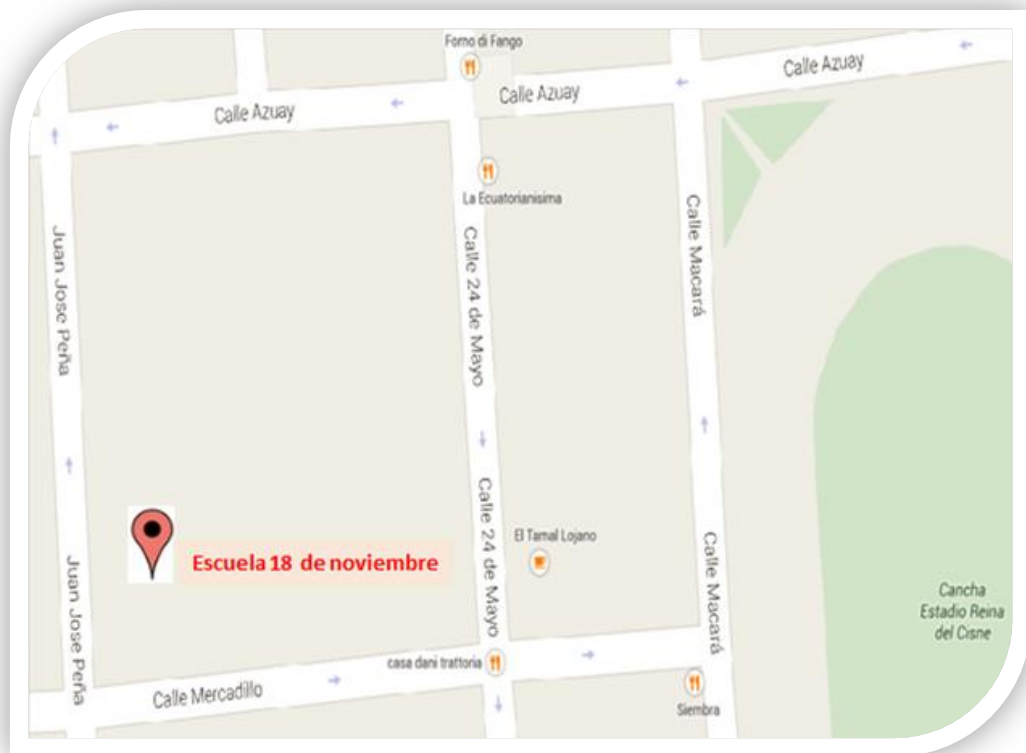 Forno di Fango
Calle Azuay
Calle Azuay
Calle Azuay
La Ecuatorianisima
Juan Jose Peña
Calle 24 de Mayo
Calle Macará
Calle 24 de Mayo
El Tamal Lojano
Calle Macará
Escuela 18 de noviembre
Juan Jose Peña
Cancha
Estadio Reina
del Cisne
casa dani trattoria
Calle Mercadillo
Siembra